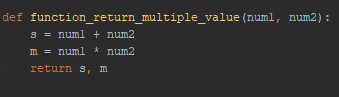 def function_return_multiple_value(num1, num2):
    s = num1 + num2
    m = num1 * num2
    return s, m